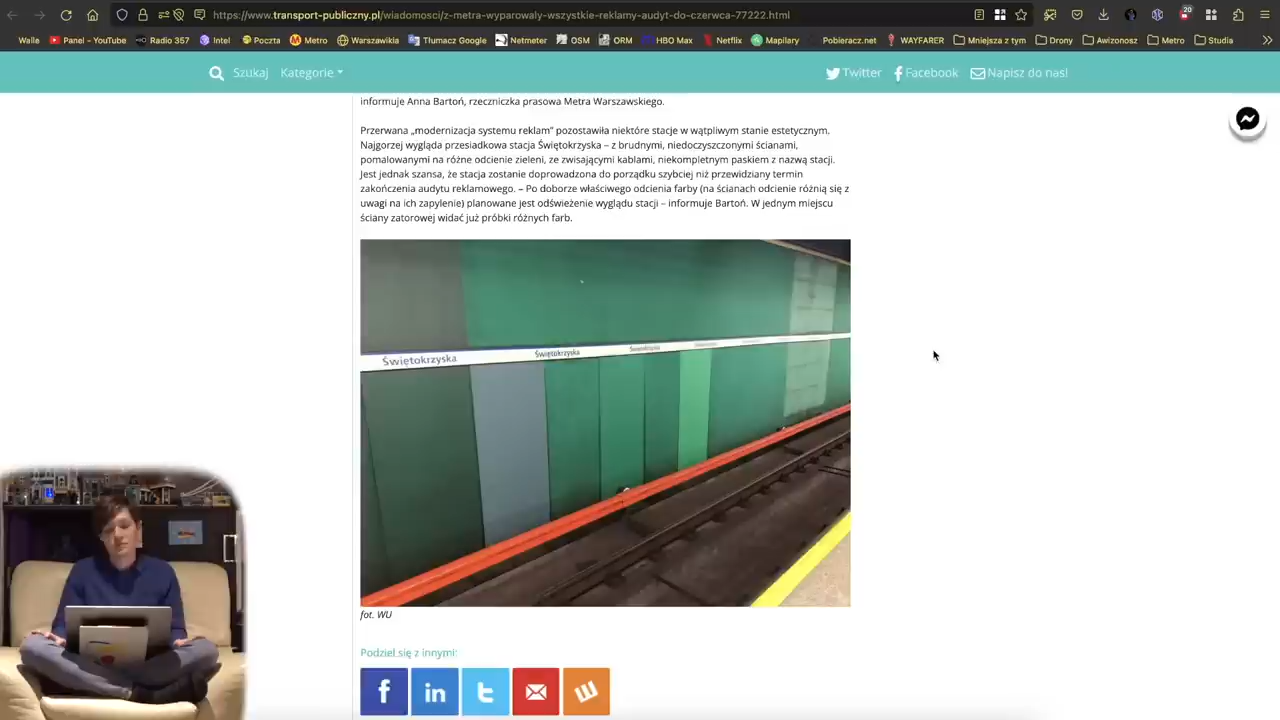 https://www.transport-publiczny.pl/wiadomosci/z-metra-wyparowaly-wszystkie-reklamy-audyt-do-czerwca-77222.html
20
Walle Panel - YouTube Radio 357 Intel Poczta Metro Warszawikia Tłumacz Google Netmeter OSM ORM HBO Max Netflix Mapilary Pobieracz.net WAYFARER Mniejsza z tym Drony Awizonosz Metro Studia
Szukaj Kategorie Twitter Facebook Napisz do nas!
informuje Anna Bartoń, rzeczniczka prasowa Metra Warszawskiego.
Przerwana „modernizacja systemu reklam” pozostawiła niektóre stacje w wątpliwym stanie estetycznym.
Najgorzej wygląda przesiadkowa stacja Świętokrzyska – z brudnymi, niedoczyszczonymi ścianami,
pomalowanymi na różne odcienie zieleni, ze zwisającymi kablami, niekompletnym paskiem z nazwą stacji.
Jest jednak szansa, że stacja zostanie doprowadzona do porządku szybciej niż przewidziany termin
zakończenia audytu reklamowego. – Po doborze właściwego odcienia farby (na ścianach odcienie różnią się z
uwagi na ich zapylenie) planowane jest odświeżenie wyglądu stacji – informuje Bartoń. W jednym miejscu
ściany zatorowej widać już próbki różnych farb.
Świętokrzyska Świętokrzyska Świętokrzyska
fot. WU
Podziel się z innymi: